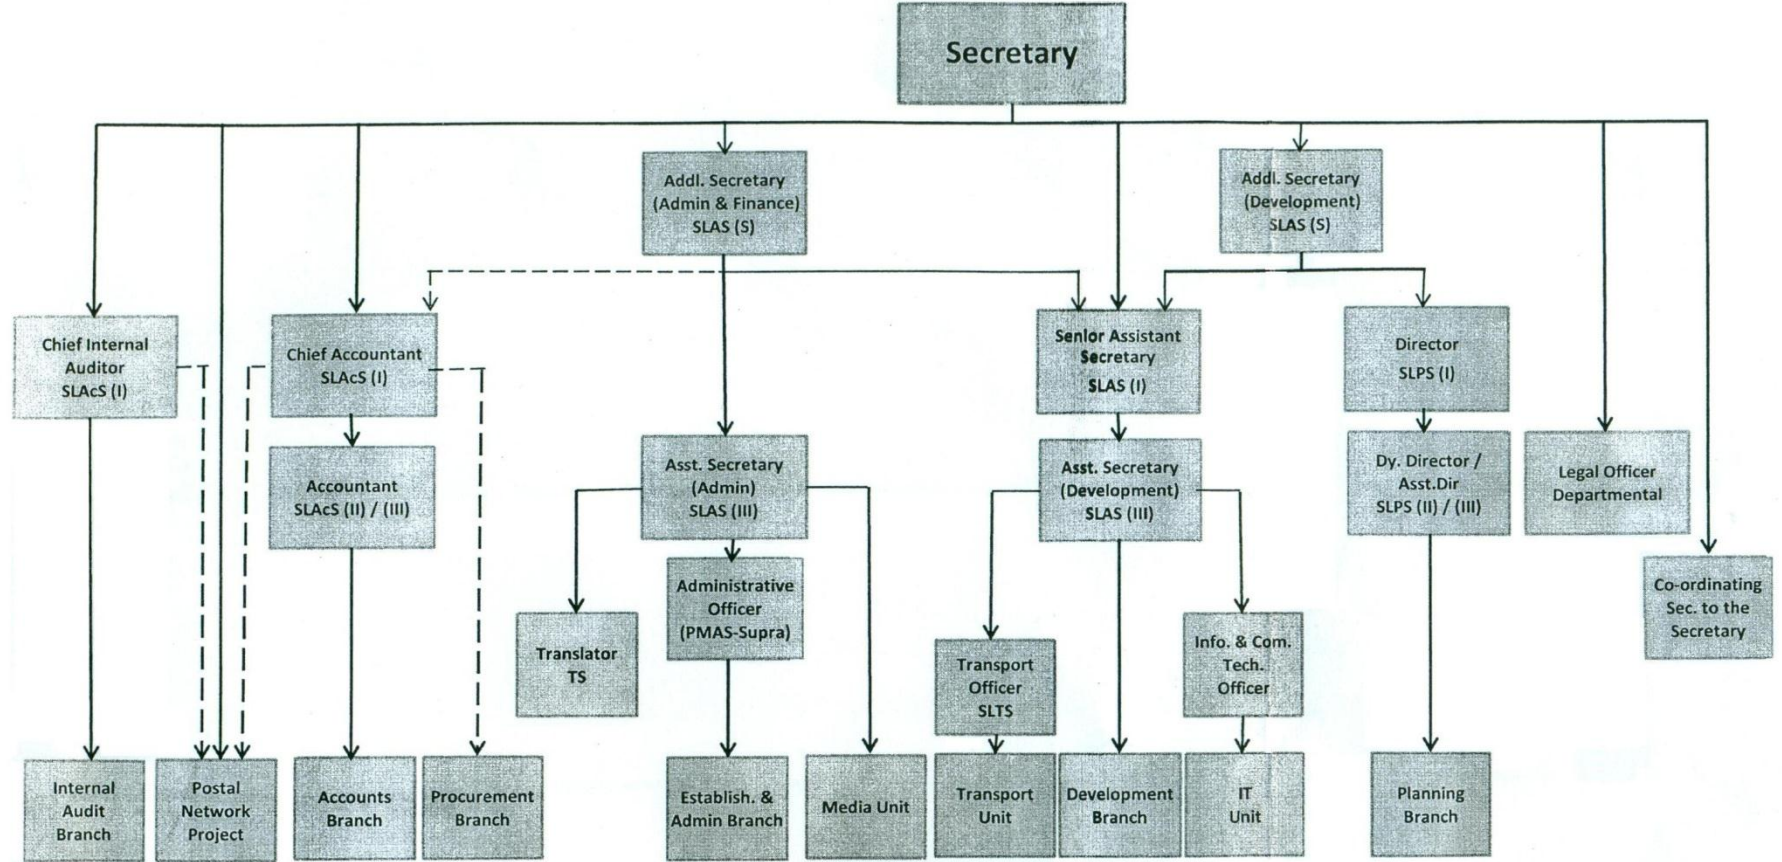 Secretary
Addl. Secretary
(Admin & Finance)
SLAS (S)
Addl. Secretary
(Development)
SLAS (S)
Chief Internal
Auditor
SLAcS (I)
Chief Accountant
SLAcS (I)
Senlor Assistant
Secretary
SLAS (I)
Director
SLPS (I)
Accountant
SLAcS (II) / (III)
Asst. Secretary
(Admin)
SLAS (III)
Asst. Secretary
(Development)
SLAS (III)
Dy. Director /
Asst.Dir
SLPS (II) / (III)
Legal Officer
Departmental
Translator
TS
Administrative
Officer
(PMAS-Supra)
Transport
Officer
SLTS
Info. & Com.
Tech.
Officer
Co-ordinating
Sec. to the
Secretary
Internal
Audit
Branch
Postal
Network
Project
Accounts
Branch
Procurement
Branch
Establish. &
Admin Branch
Media Unit
Transport
Unit
Development
Branch
IT
Unit
Planning
Branch